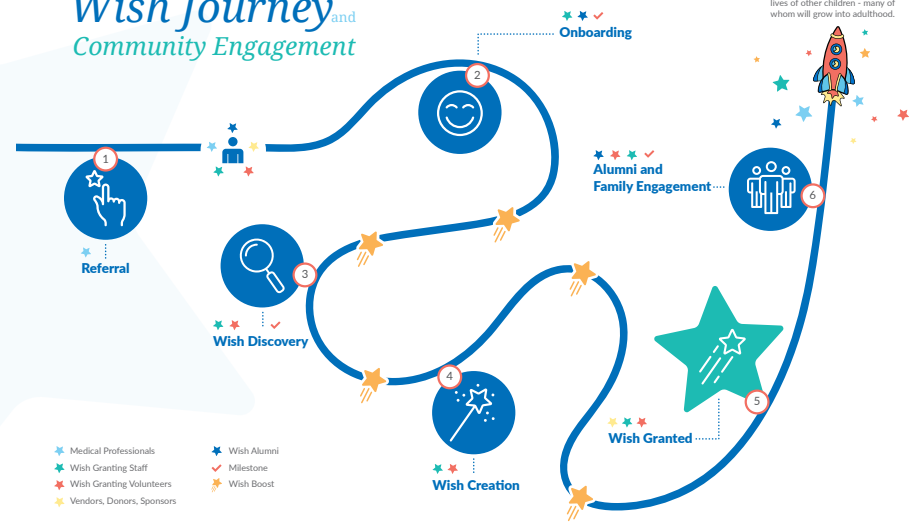 Wish Journey and
Community Engagement
lives of other children - many of
whom will grow into adulthood.
1
Referral
2
Onboarding
3
Wish Discovery
4
Wish Creation
5
Wish Granted
6
Alumni and
Family Engagement
Medical Professionals
Wish Granting Staff
Wish Granting Volunteers
Vendors, Donors, Sponsors
Wish Alumni
Milestone
Wish Boost